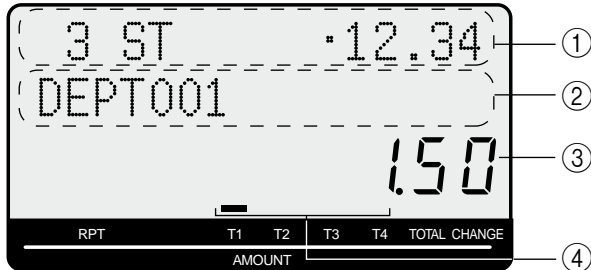 3 ST ·12.34 ①
DEPT001 ②
1.50 ③
RPT T1 T2 T3 T4 TOTAL CHANGE
AMOUNT ④